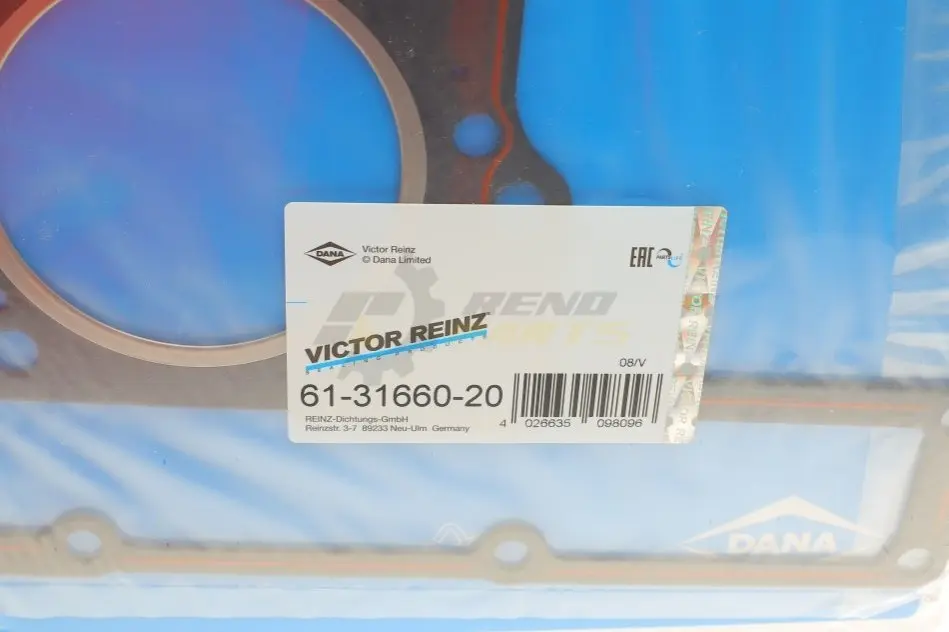 DANA
Victor Reinz
© Dana Limited
EAC
RENO
PARTS
VICTOR REINZ
08/V
61-31660-20
REINZ-Dichtungs-GmbH
Reinzstr. 3-7 89233 Neu-Ulm Germany
4 026635 098096
DANA